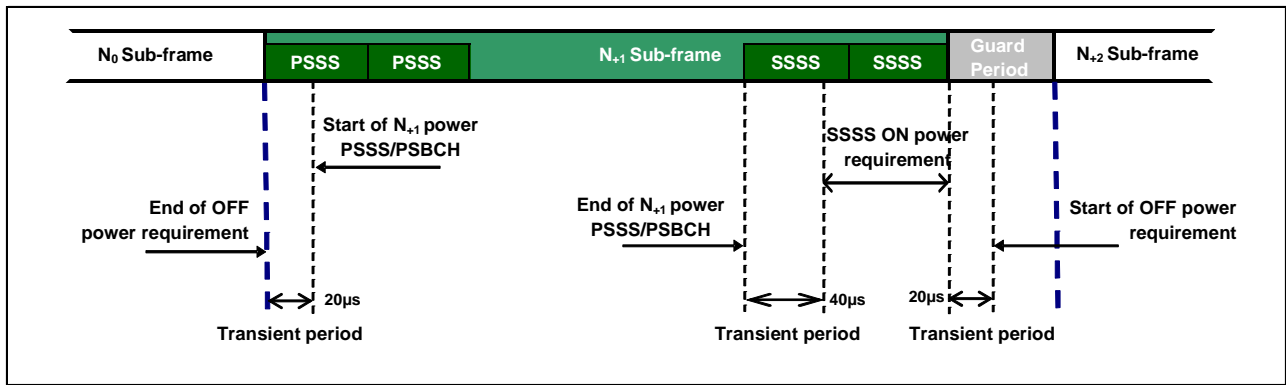 N0 Sub-frame
PSSS
PSSS
N+1 Sub-frame
SSSS
SSSS
Guard
Period
N+2 Sub-frame
Start of N+1 power
PSSS/PSBCH
SSSS ON power
requirement
End of OFF
power requirement
End of N+1 power
PSSS/PSBCH
Start of OFF power
requirement
20µs
40µs
20µs
Transient period
Transient period
Transient period